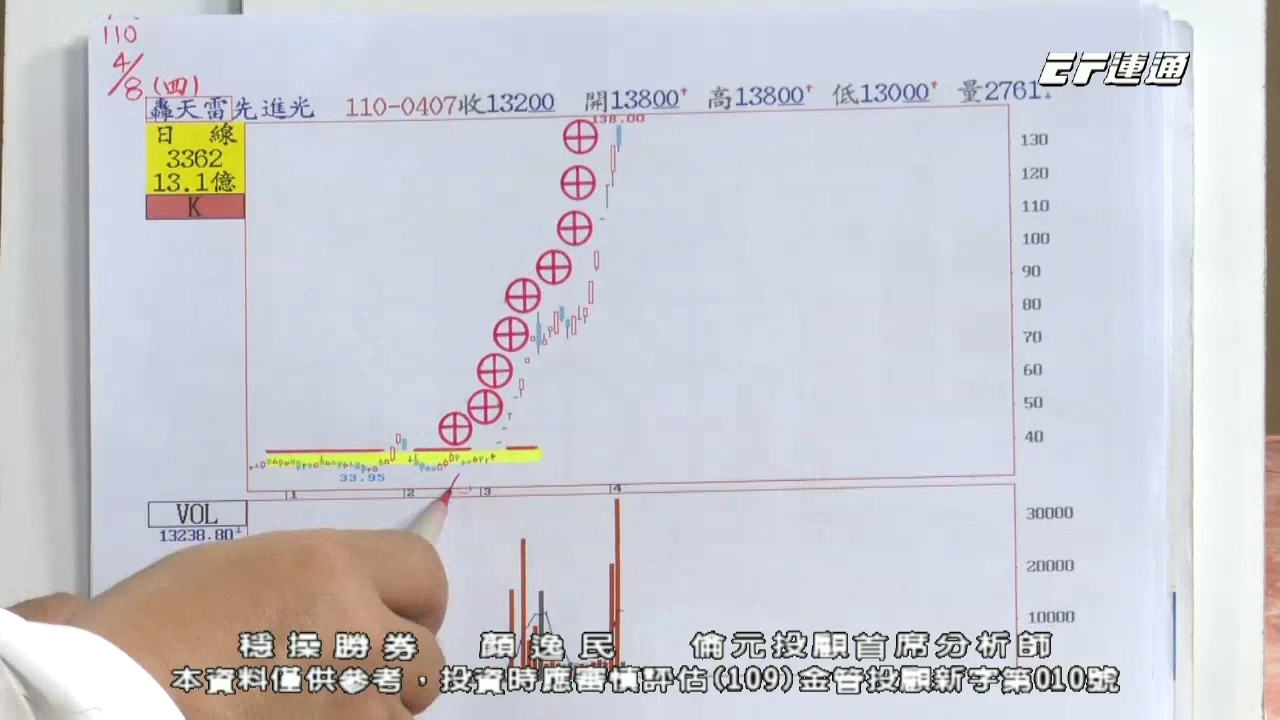 110
4/8(四)
EF運通
轟天雷先進光 110-0407收13200 開13800↑ 高13800↑ 低13000↑ 量2761↓
日 線
3362
13.1億
K
138.00
130
120
110
100
90
80
70
60
50
40
33.95
1 2 3 4
VOL
13238.80↓
30000
20000
10000
穩操勝券 顏逸民 倫元投顧首席分析師
本資料僅供參考，投資時應審慎評估(109)金管投顧新字第010號